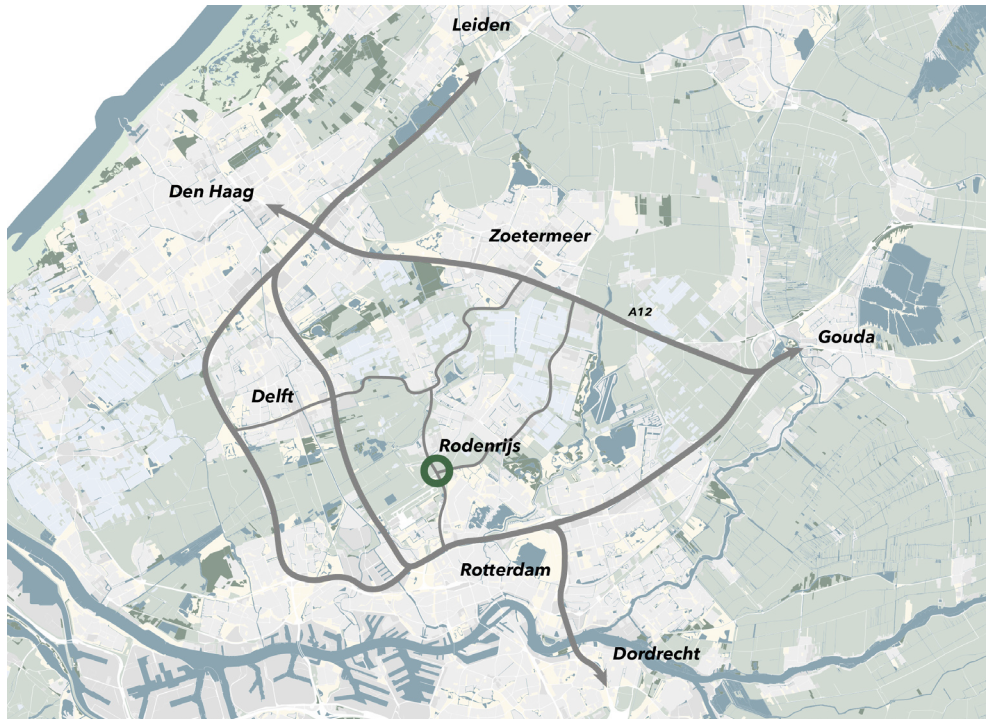 Leiden
Den Haag
Zoetermeer
A12
Gouda
Delft
Rodenrijs
Rotterdam
Dordrecht